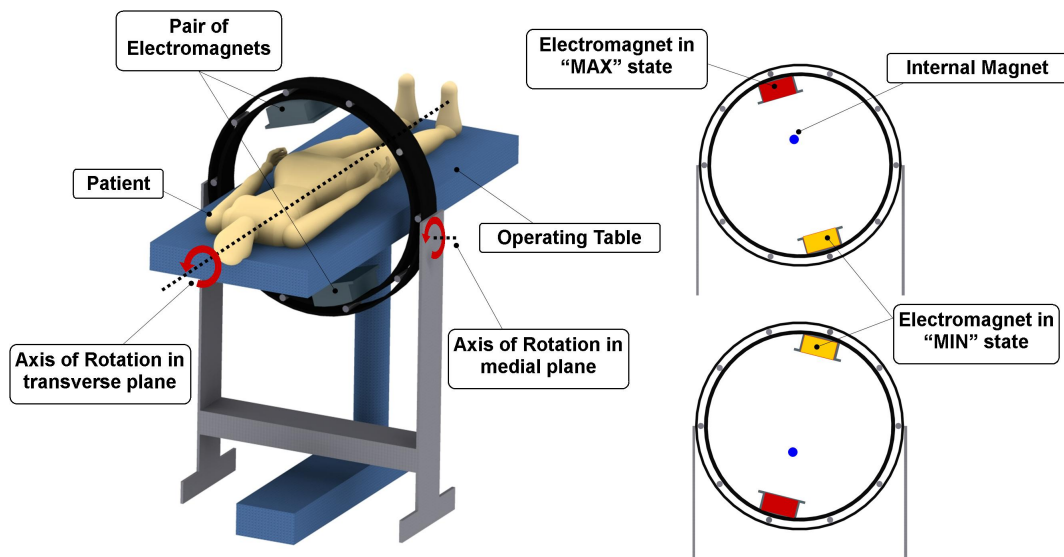 Pair of
Electromagnets
Patient
Operating Table
Axis of Rotation in
transverse plane
Axis of Rotation in
medial plane
Electromagnet in
“MAX” state
Internal Magnet
Electromagnet in
“MIN” state